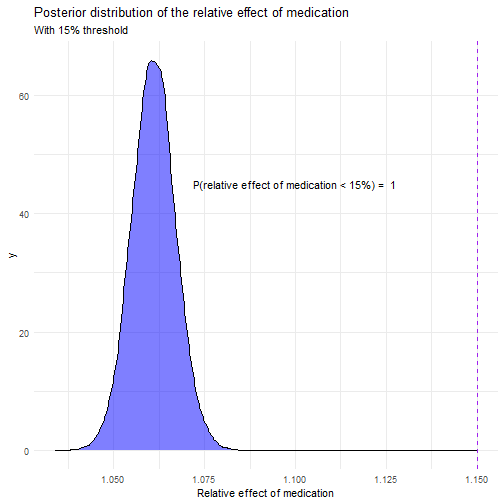 Posterior distribution of the relative effect of medication
With 15% threshold
60
40
20
0
y
P(relative effect of medication < 15%) =  1
1.050 1.075 1.100 1.125 1.150
Relative effect of medication